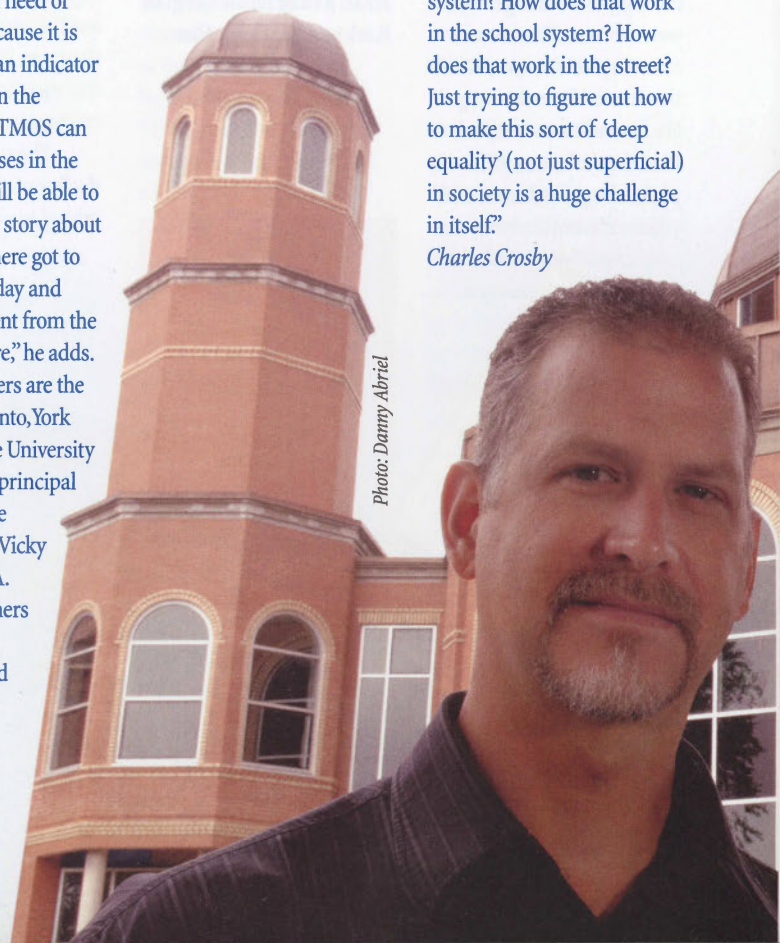 need of
cause it is
an indicator
n the
TMOS can
ses in the
ill be able to
story about
ere got to
day and
nt from the
re,” he adds.
ers are the
nto, York
e University
principal
e
Vicky
A.
ners
d
system? How does that work
in the school system? How
does that work in the street?
Just trying to figure out how
to make this sort of ‘deep
equality’ (not just superficial)
in society is a huge challenge
in itself.”
Charles Crosby
Photo: Danny Abriel